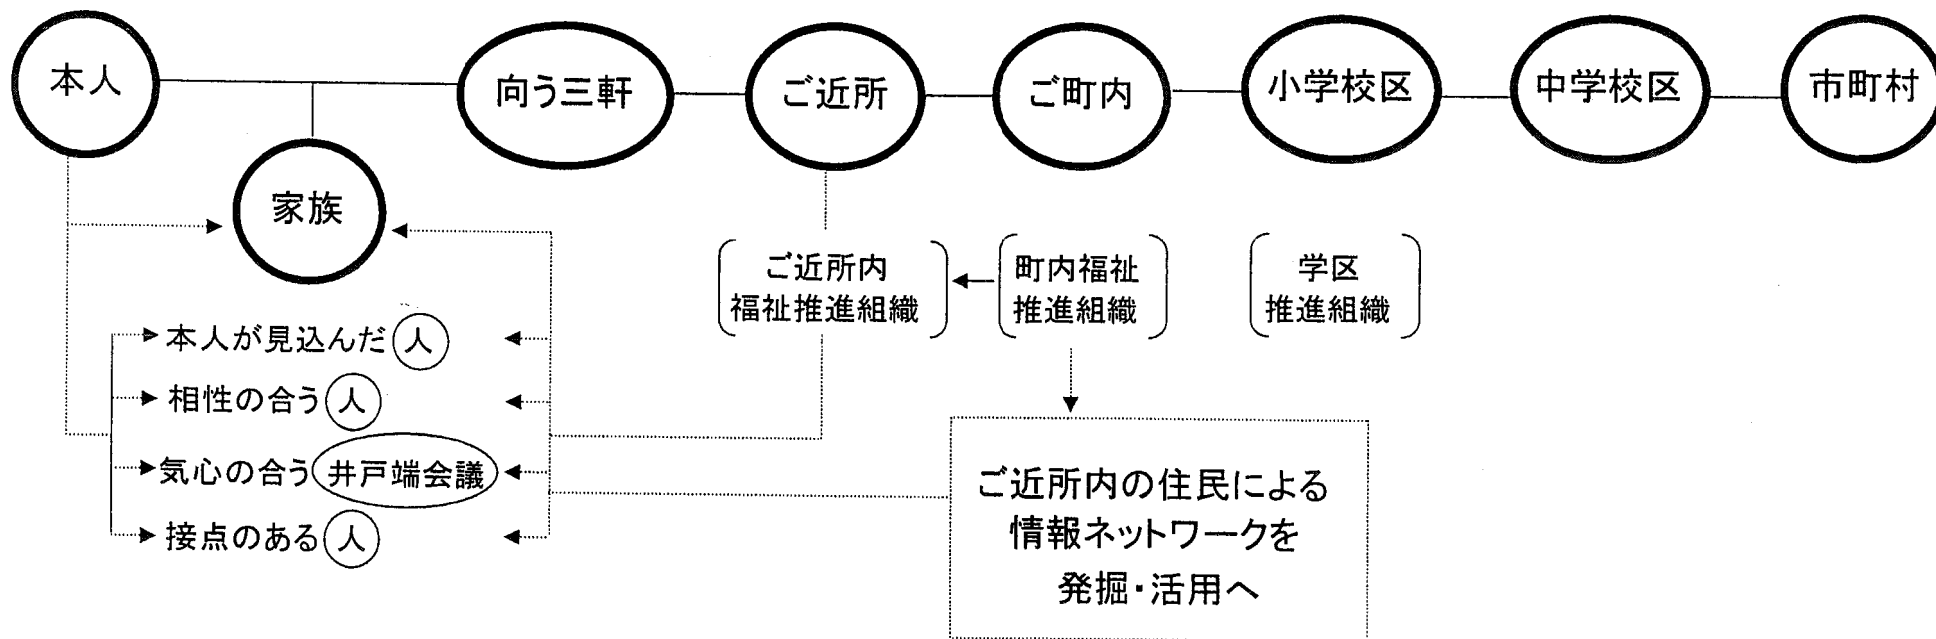 本人
向う三軒
ご近所
ご町内
小学校区
中学校区
市町村
家族
ご近所内
福祉推進組織
町内福祉
推進組織
学区
推進組織
本人が見込んだ人
相性の合う人
気心の合う井戸端会議
接点のある人
ご近所内の住民による
情報ネットワークを
発掘・活用へ